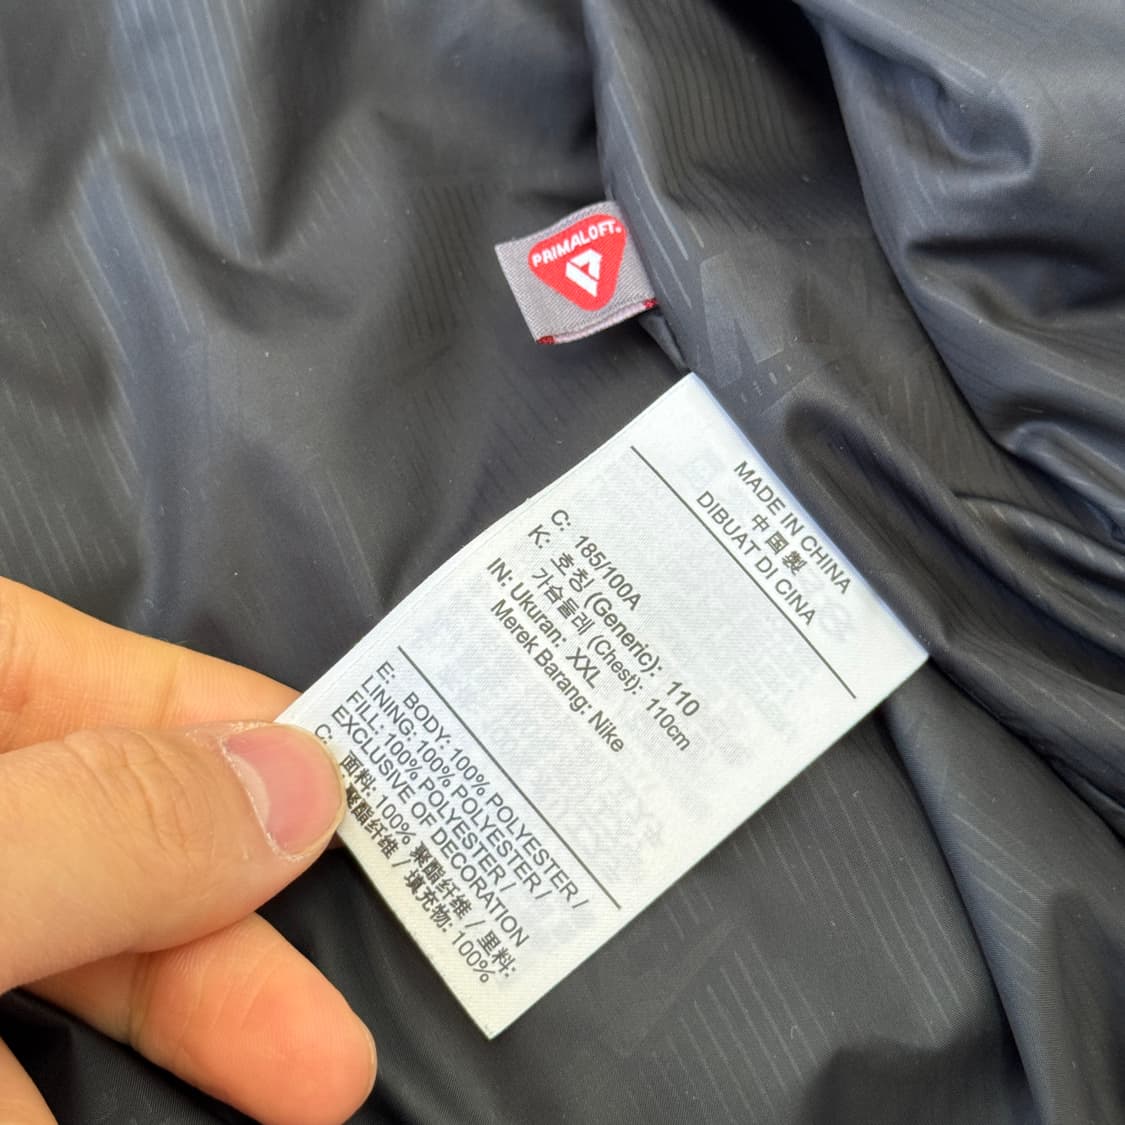 PRIMALOFT.
MADE IN CHINA
中国製
DIBUAT DI CINA
C: 185/100A
K: 호칭 (Generic): 110
가슴둘레 (Chest): 110cm
IN: Ukuran: XXL
Merek Barang: Nike
E: BODY: 100% POLYESTER /
LINING: 100% POLYESTER /
FILL: 100% POLYESTER /
EXCLUSIVE OF DECORATION
C: 面料: 100% 聚酯纤维 / 里料:
聚酯纤维 / 填充物: 100%